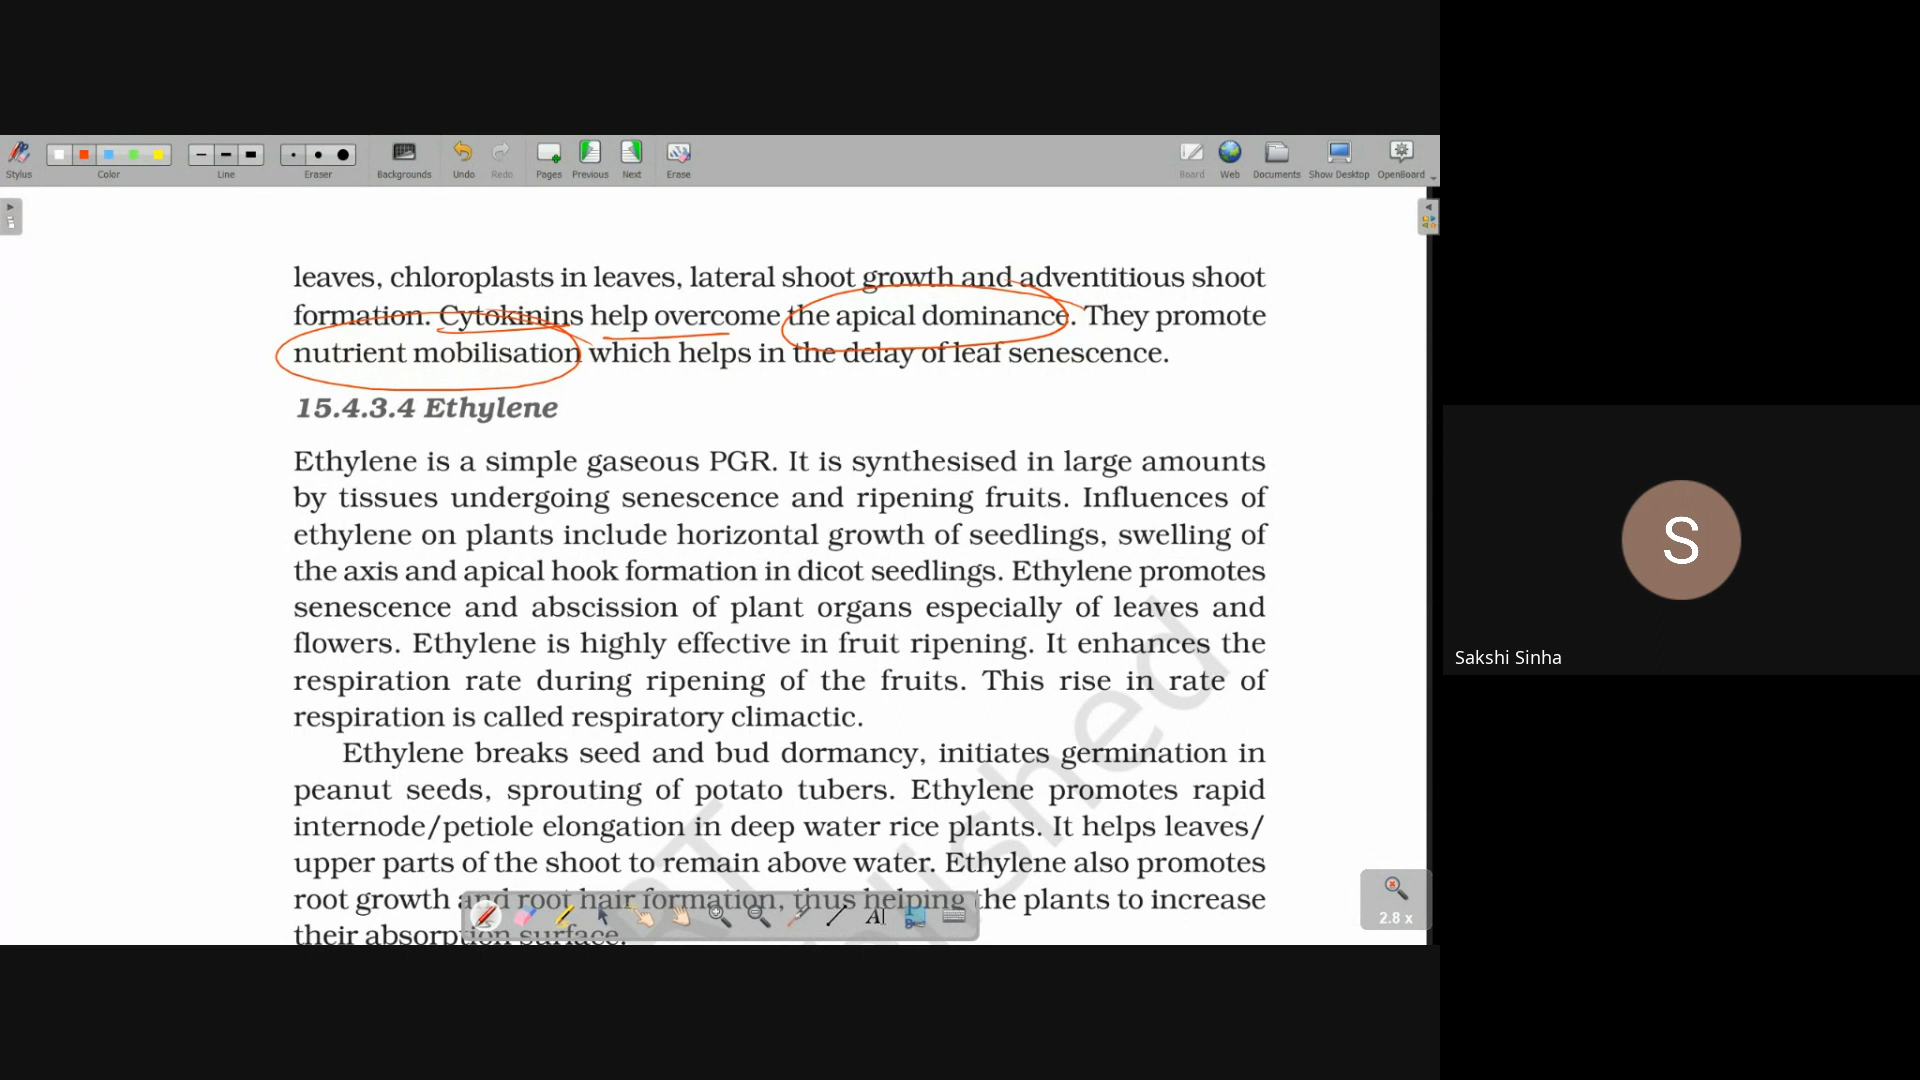 Stylus
Color
Line
Eraser
Backgrounds
Undo
Redo
Pages
Previous
Next
Erase
Board
Web
Documents
Show Desktop
OpenBoard
leaves, chloroplasts in leaves, lateral shoot growth and adventitious shoot
formation. Cytokinins help overcome the apical dominance. They promote
nutrient mobilisation which helps in the delay of leaf senescence.
15.4.3.4 Ethylene
Ethylene is a simple gaseous PGR. It is synthesised in large amounts
by tissues undergoing senescence and ripening fruits. Influences of
ethylene on plants include horizontal growth of seedlings, swelling of
the axis and apical hook formation in dicot seedlings. Ethylene promotes
senescence and abscission of plant organs especially of leaves and
flowers. Ethylene is highly effective in fruit ripening. It enhances the
respiration rate during ripening of the fruits. This rise in rate of
respiration is called respiratory climactic.
Ethylene breaks seed and bud dormancy, initiates germination in
peanut seeds, sprouting of potato tubers. Ethylene promotes rapid
internode/petiole elongation in deep water rice plants. It helps leaves/
upper parts of the shoot to remain above water. Ethylene also promotes
root growth and root hair formation, thus helping the plants to increase
their absorption surface.
2.8 x
S
Sakshi Sinha